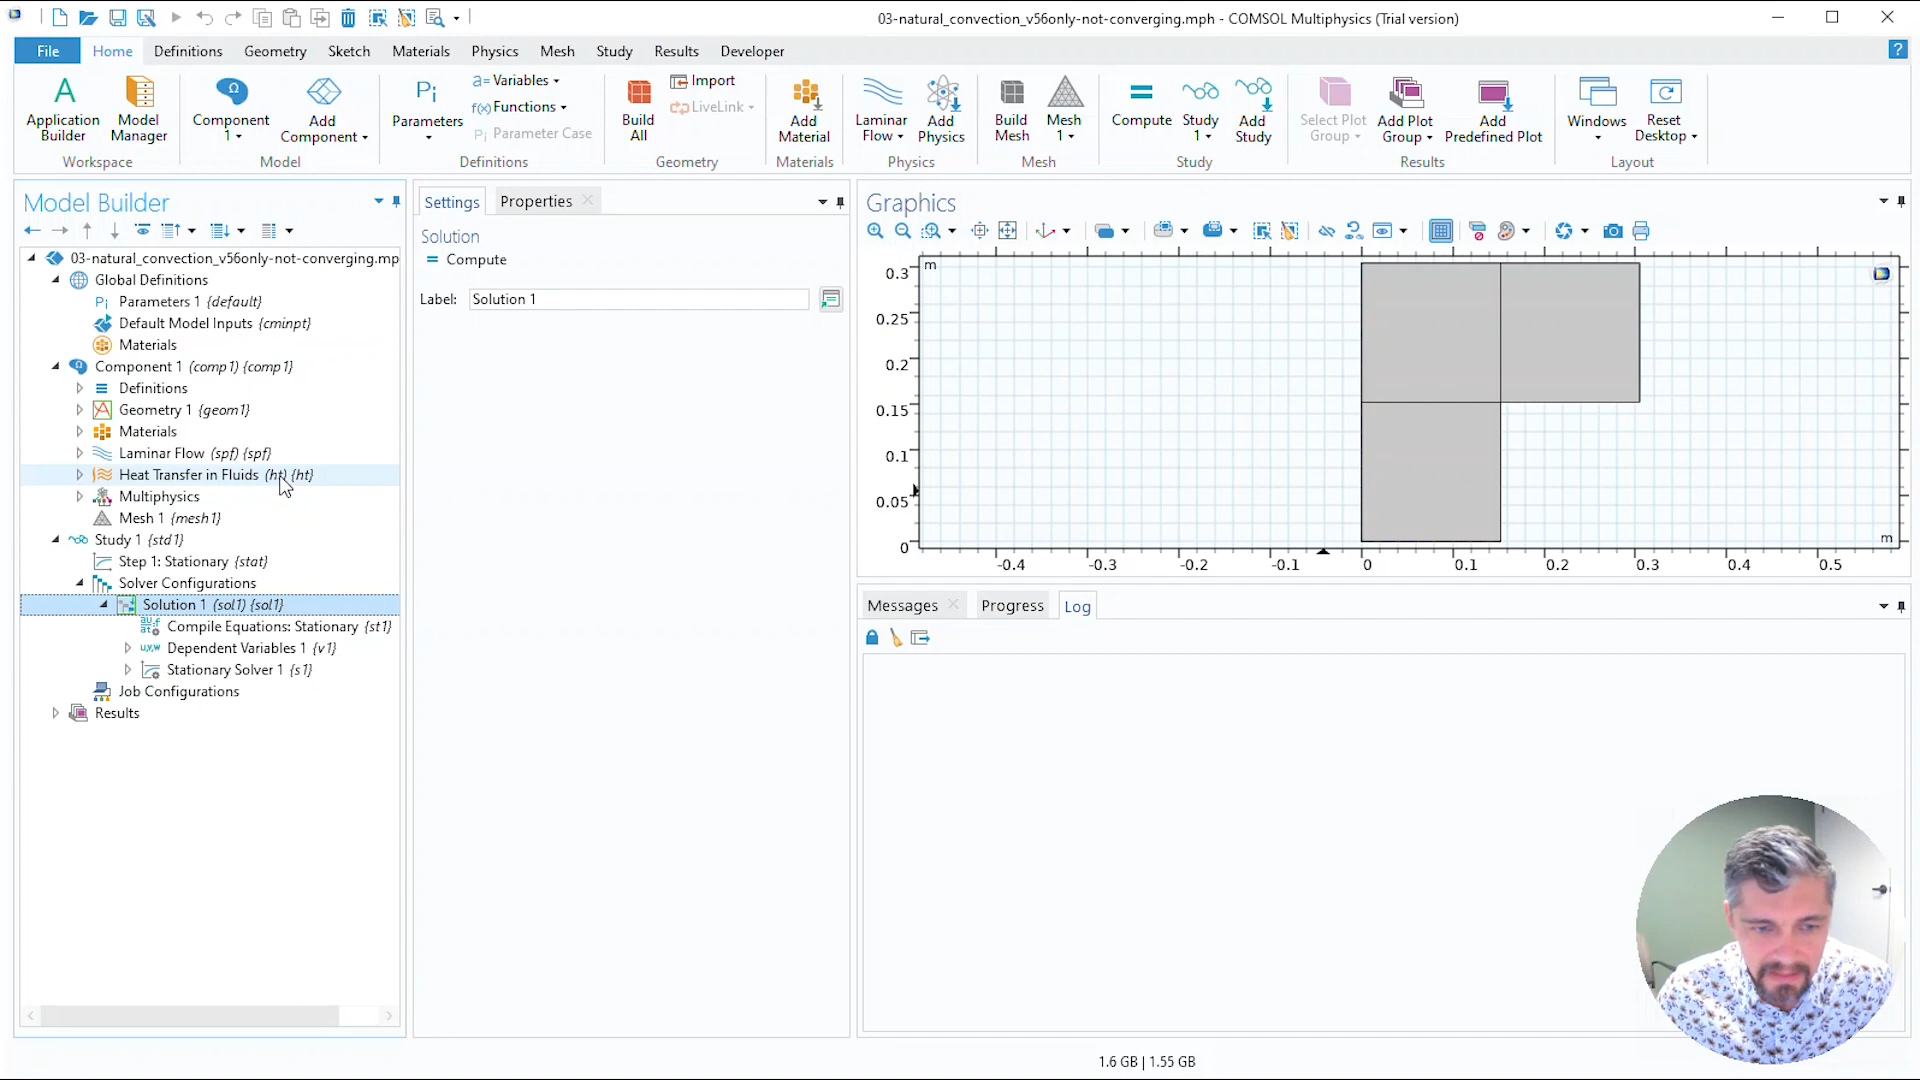 03-natural_convection_v56only-not-converging.mph - COMSOL Multiphysics (Trial version)
File Home Definitions Geometry Sketch Materials Physics Mesh Study Results Developer ?
Application Builder
Model Manager
Workspace
Component 1
Add Component
Model
Pi
Parameters
a= Variables
f(x) Functions
Pi Parameter Case
Definitions
Build All
Import
LiveLink
Geometry
Add Material
Materials
Laminar Flow
Add Physics
Physics
Build Mesh
Mesh 1
Mesh
Compute
Study 1
Add Study
Study
Select Plot Group
Add Plot Group
Add Predefined Plot
Results
Windows
Reset Desktop
Layout
Model Builder
03-natural_convection_v56only-not-converging.mp
Global Definitions
Pi Parameters 1 {default}
Default Model Inputs {cminpt}
Materials
Component 1 (comp1) {comp1}
Definitions
Geometry 1 {geom1}
Materials
Laminar Flow (spf) {spf}
Heat Transfer in Fluids (ht) {ht}
Multiphysics
Mesh 1 {mesh1}
Study 1 {std1}
Step 1: Stationary {stat}
Solver Configurations
Solution 1 (sol1) {sol1}
Compile Equations: Stationary {st1}
Dependent Variables 1 {v1}
Stationary Solver 1 {s1}
Job Configurations
Results
Settings Properties
Solution
= Compute
Label: Solution 1
Graphics
m
0.3
0.25
0.2
0.15
0.1
0.05
0
m
-0.4 -0.3 -0.2 -0.1 0 0.1 0.2 0.3 0.4 0.5
Messages Progress Log
1.6 GB | 1.55 GB